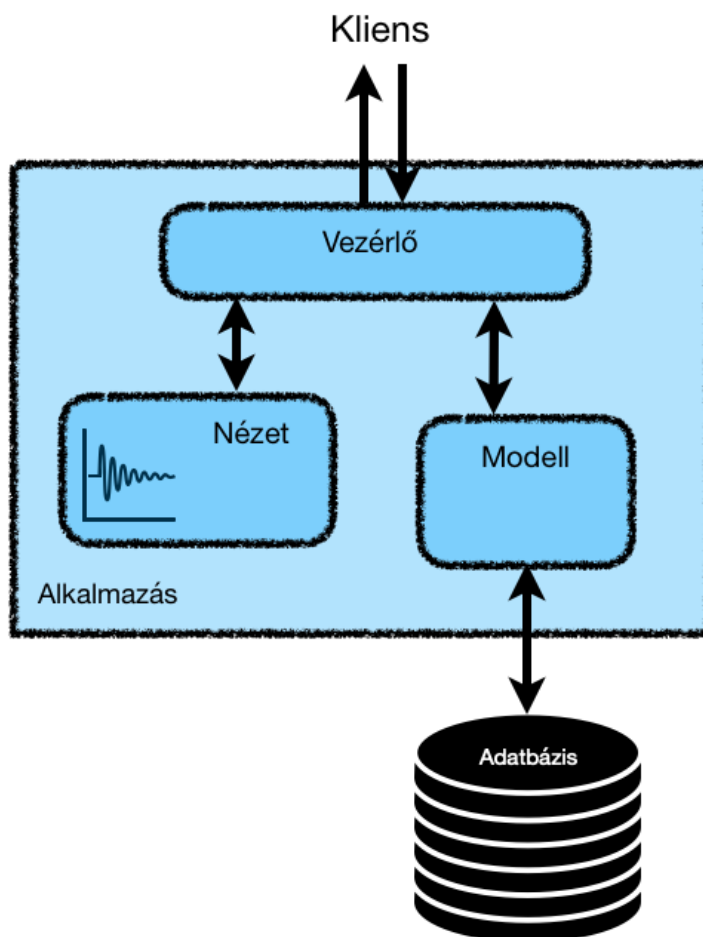 Kliens
Vezérlő
Nézet
Modell
Alkalmazás
Adatbázis